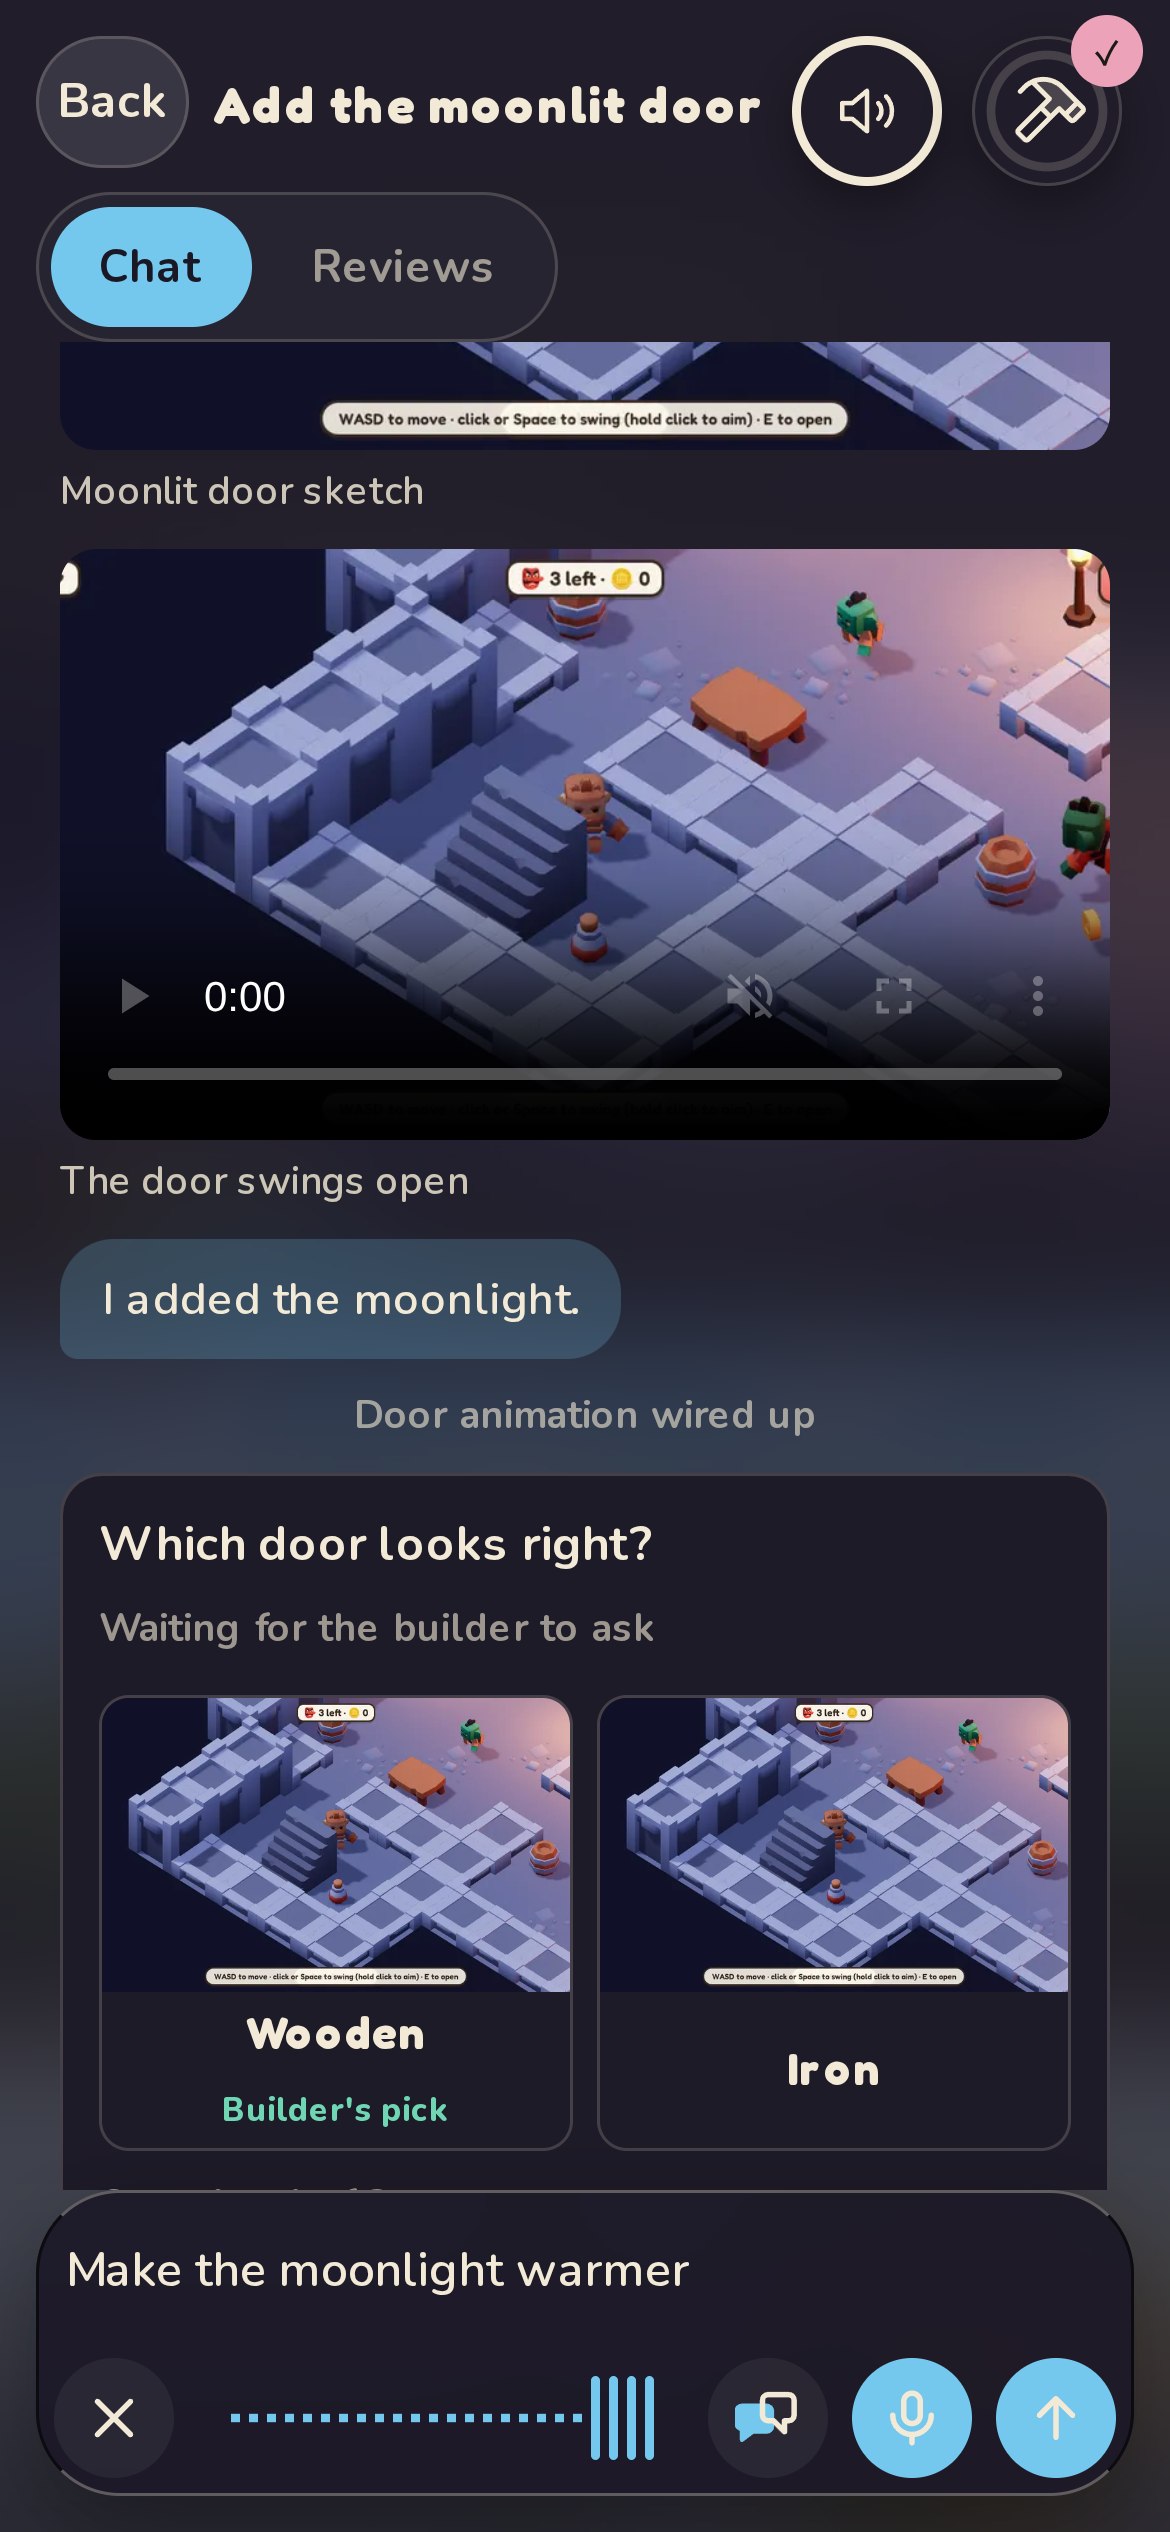 Back
Add the moonlit door
✓
Chat
Reviews
WASD to move · click or Space to swing (hold click to aim) · E to open
Moonlit door sketch
3 left · 0
0:00
The door swings open
I added the moonlight.
Door animation wired up
Which door looks right?
Waiting for the builder to ask
3 left · 0
3 left · 0
WASD to move · click or Space to swing (hold click to aim) · E to open
WASD to move · click or Space to swing (hold click to aim) · E to open
Wooden
Builder's pick
Iron
Make the moonlight warmer